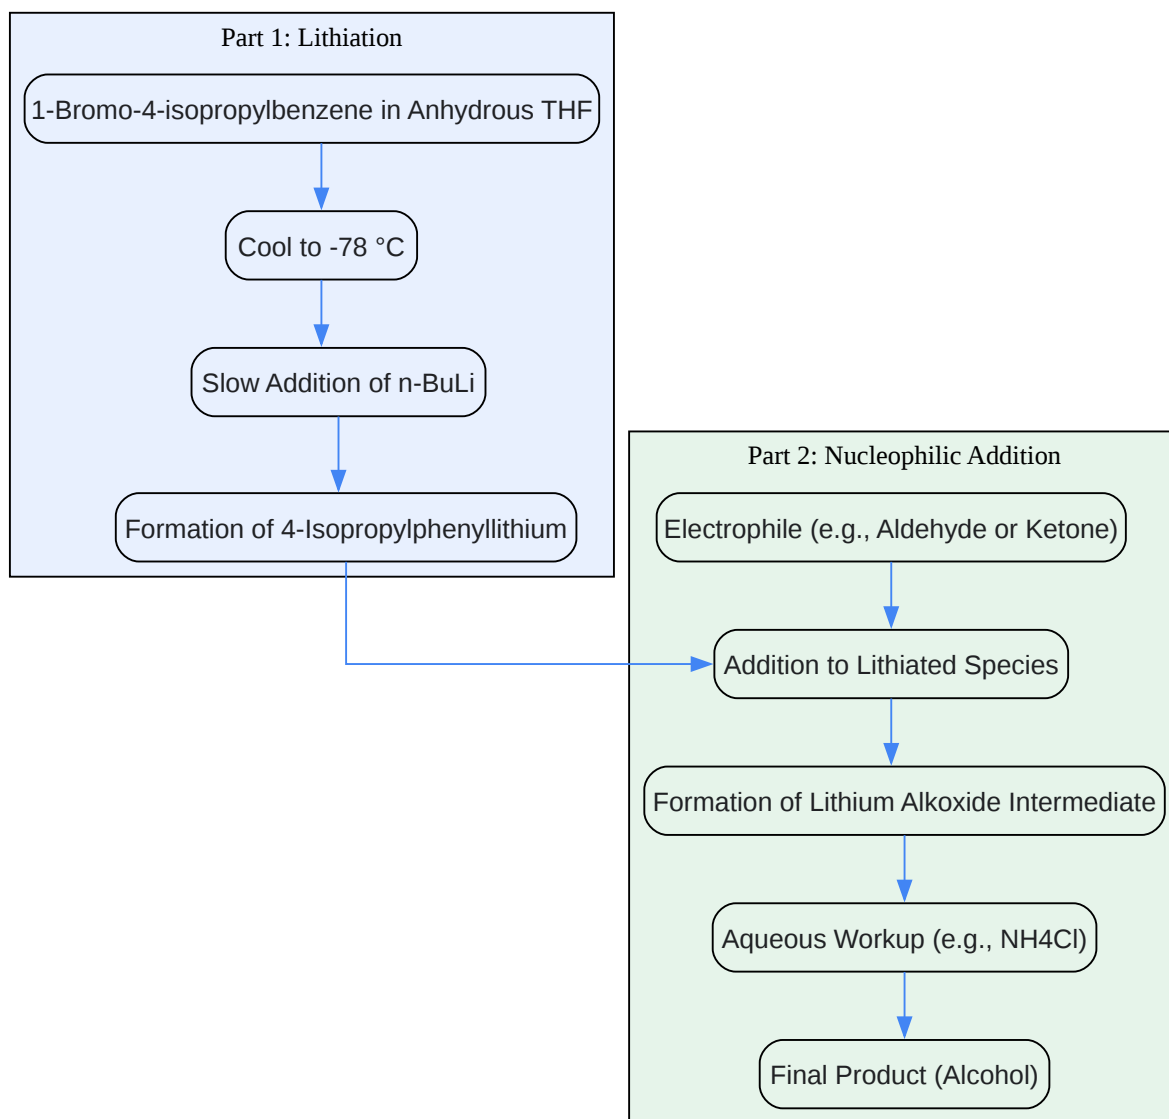 Part 1: Lithiation
1-Bromo-4-isopropylbenzene in Anhydrous THF
Cool to -78 °C
Slow Addition of n-BuLi
Formation of 4-Isopropylphenyllithium
Part 2: Nucleophilic Addition
Electrophile (e.g., Aldehyde or Ketone)
Addition to Lithiated Species
Formation of Lithium Alkoxide Intermediate
Aqueous Workup (e.g., NH4Cl)
Final Product (Alcohol)